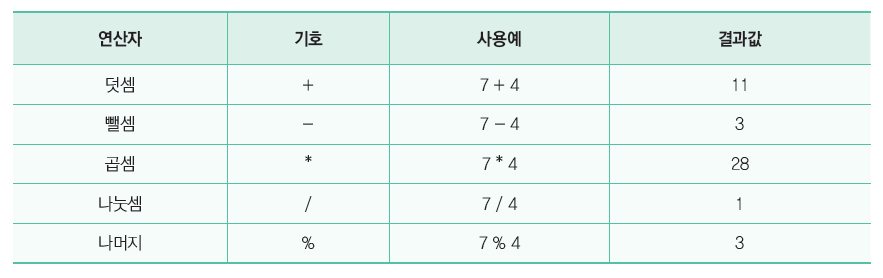 연산자 기호 사용예 결과값
덧셈 + 7 + 4 11
뺄셈 − 7 − 4 3
곱셈 * 7 * 4 28
나눗셈 / 7 / 4 1
나머지 % 7 % 4 3